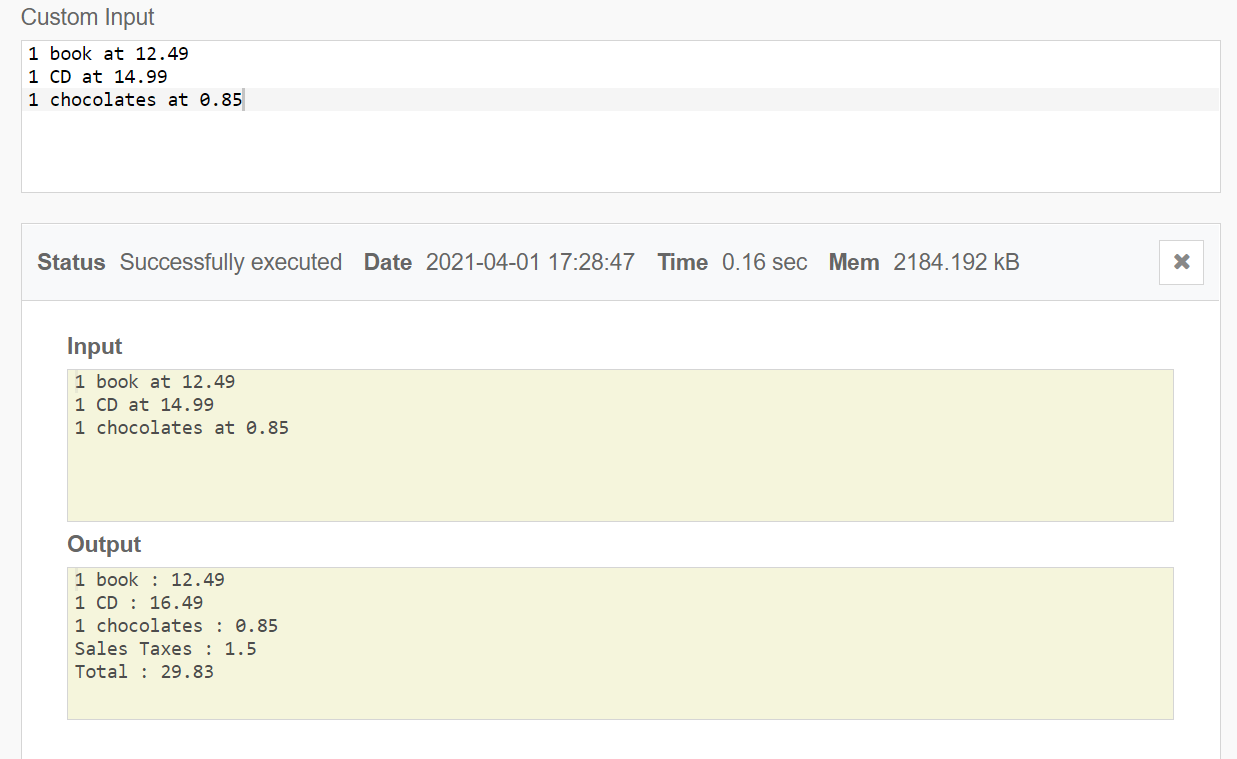 Custom Input
1 book at 12.49
1 CD at 14.99
1 chocolates at 0.85
Status Successfully executed Date 2021-04-01 17:28:47 Time 0.16 sec Mem 2184.192 kB
Input
1 book at 12.49
1 CD at 14.99
1 chocolates at 0.85
Output
1 book : 12.49
1 CD : 16.49
1 chocolates : 0.85
Sales Taxes : 1.5
Total : 29.83